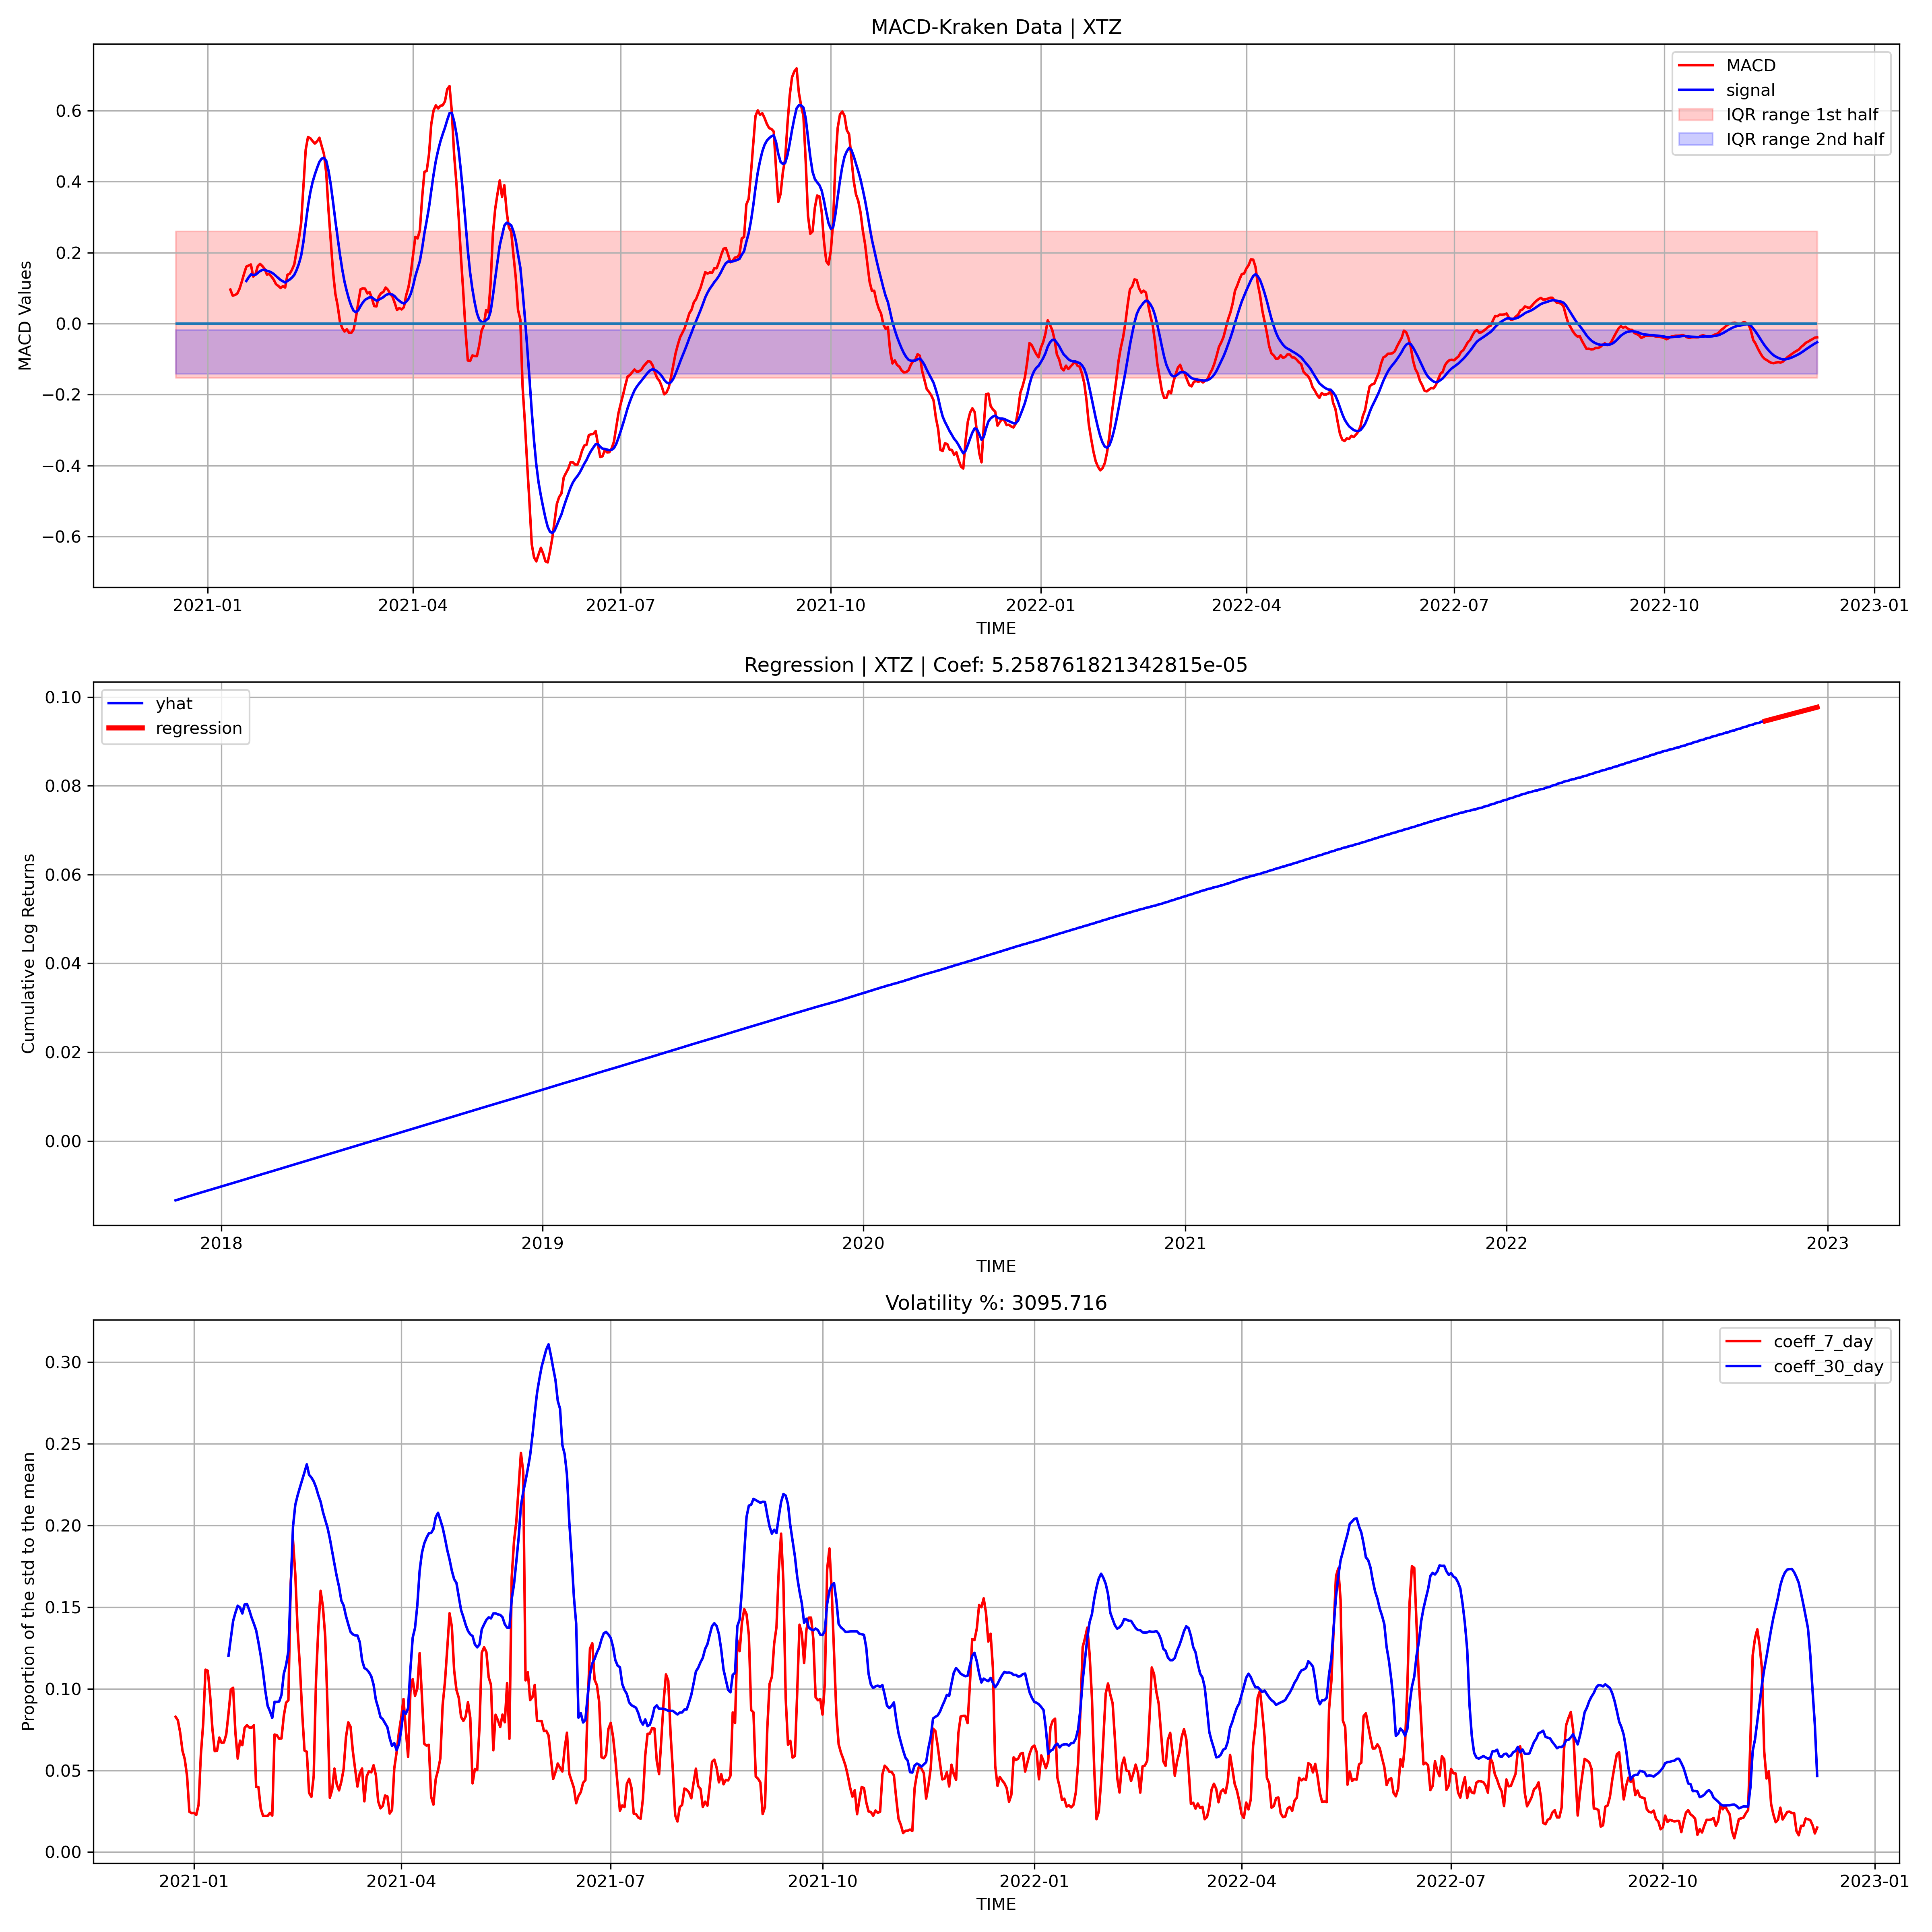 MACD-Kraken Data | XTZ
MACD
signal
IQR range 1st half
IQR range 2nd half
MACD Values
0.6
0.4
0.2
0.0
−0.2
−0.4
−0.6
2021-01 2021-04 2021-07 2021-10 2022-01 2022-04 2022-07 2022-10 2023-01
TIME
Regression | XTZ | Coef: 5.258761821342815e-05
yhat
regression
Cumulative Log Returns
0.10
0.08
0.06
0.04
0.02
0.00
2018 2019 2020 2021 2022 2023
TIME
Volatility %: 3095.716
coeff_7_day
coeff_30_day
Proportion of the std to the mean
0.30
0.25
0.20
0.15
0.10
0.05
0.00
2021-01 2021-04 2021-07 2021-10 2022-01 2022-04 2022-07 2022-10 2023-01
TIME